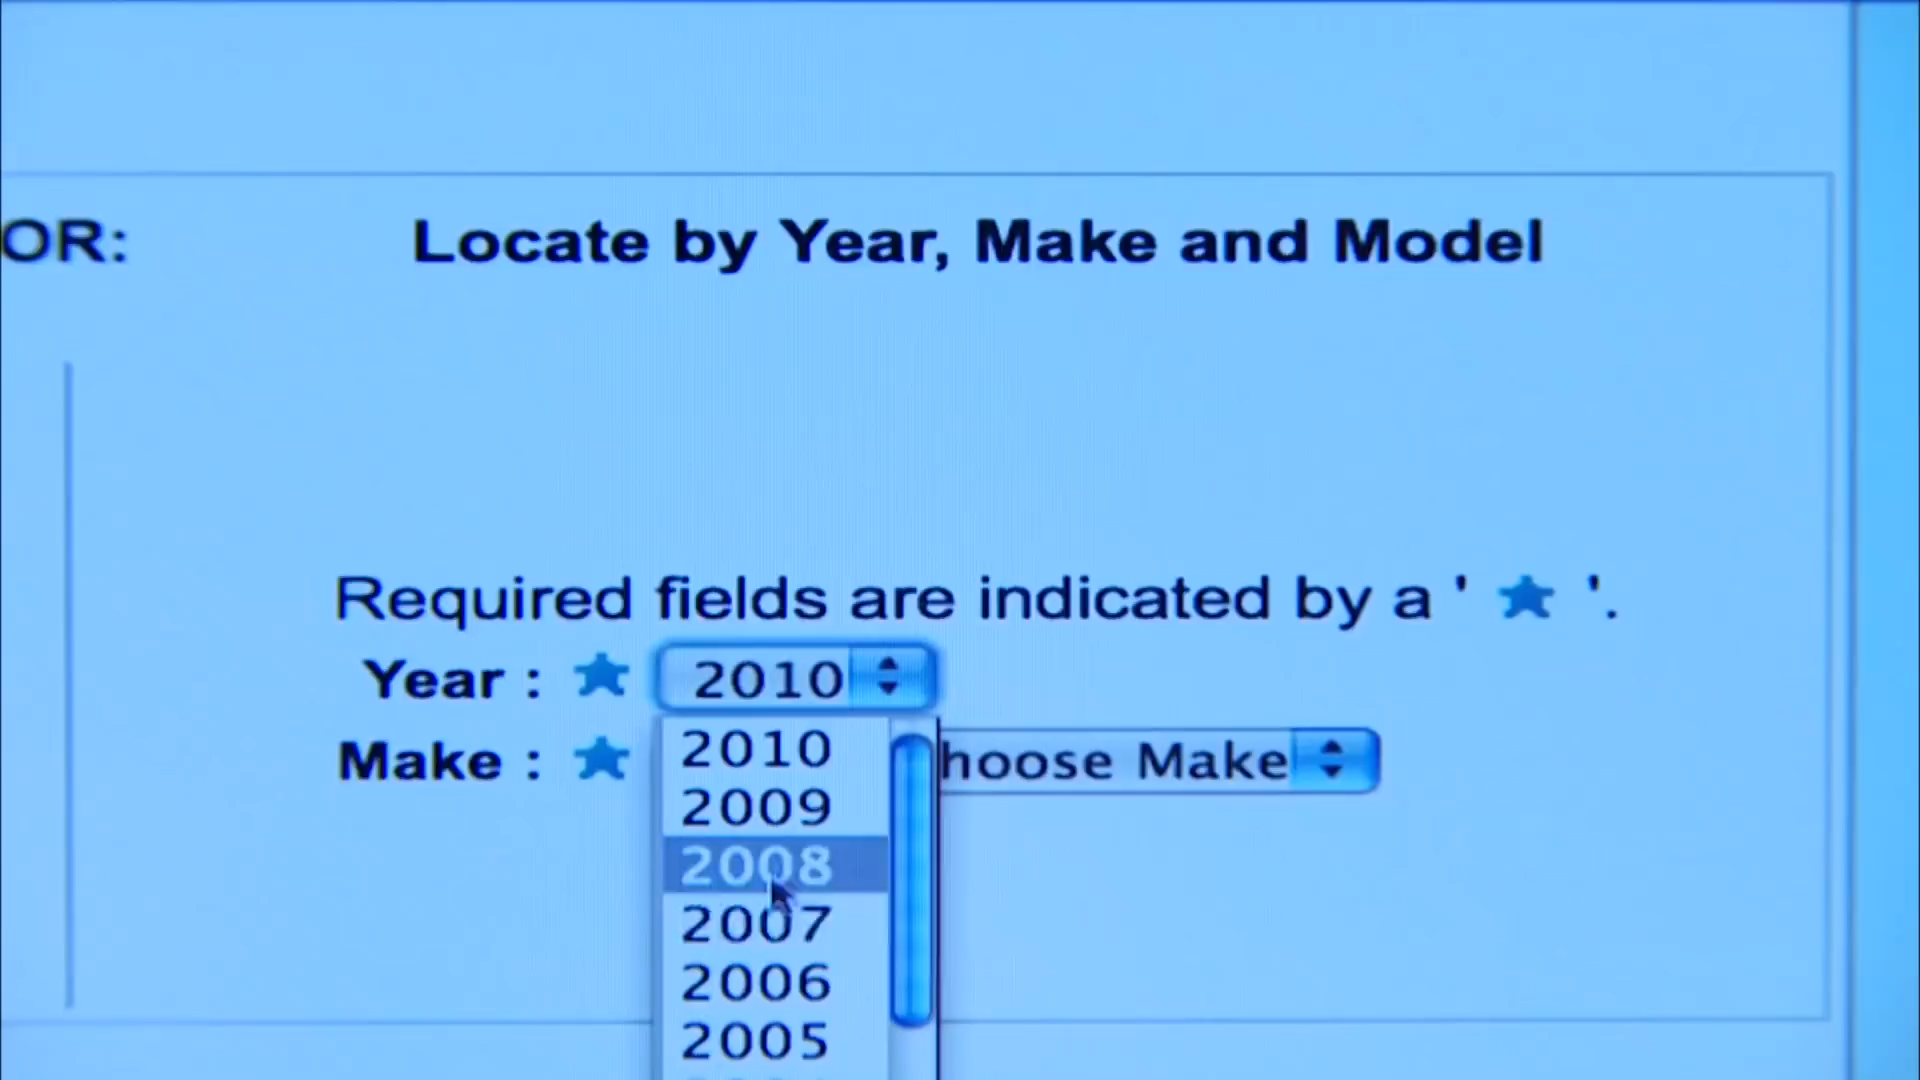 OR:
Locate by Year, Make and Model
Required fields are indicated by a ' ★ '.
Year : ★ 2010
Make : ★ hoose Make
2010
2009
2008
2007
2006
2005